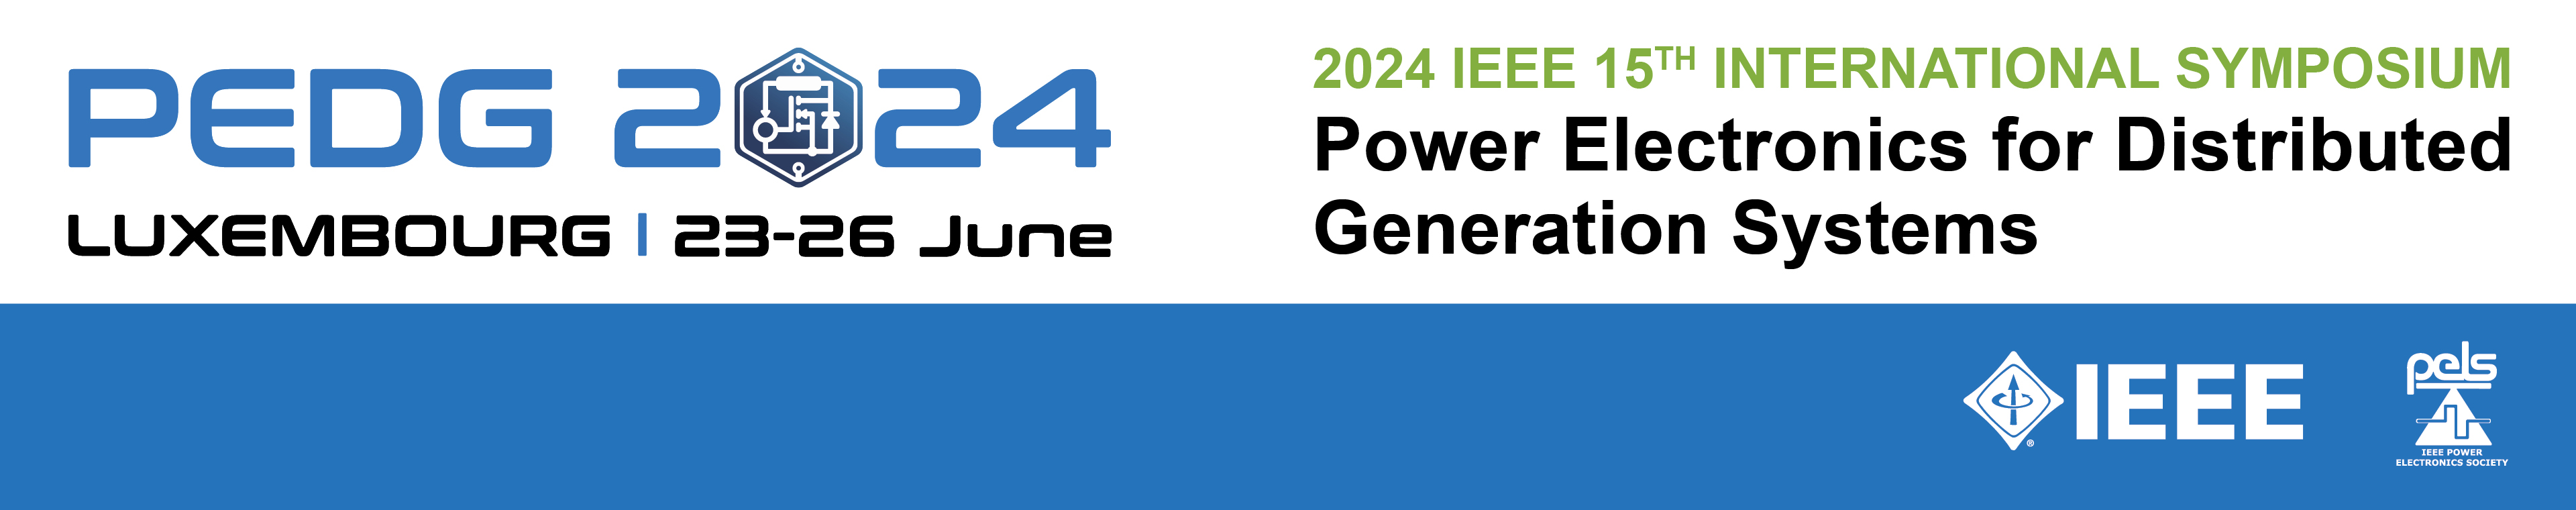 PEDG 2024
LUXEMBOURG | 23-26 June
2024 IEEE 15TH INTERNATIONAL SYMPOSIUM
Power Electronics for Distributed
Generation Systems
IEEE
®
pels
IEEE POWER
ELECTRONICS SOCIETY